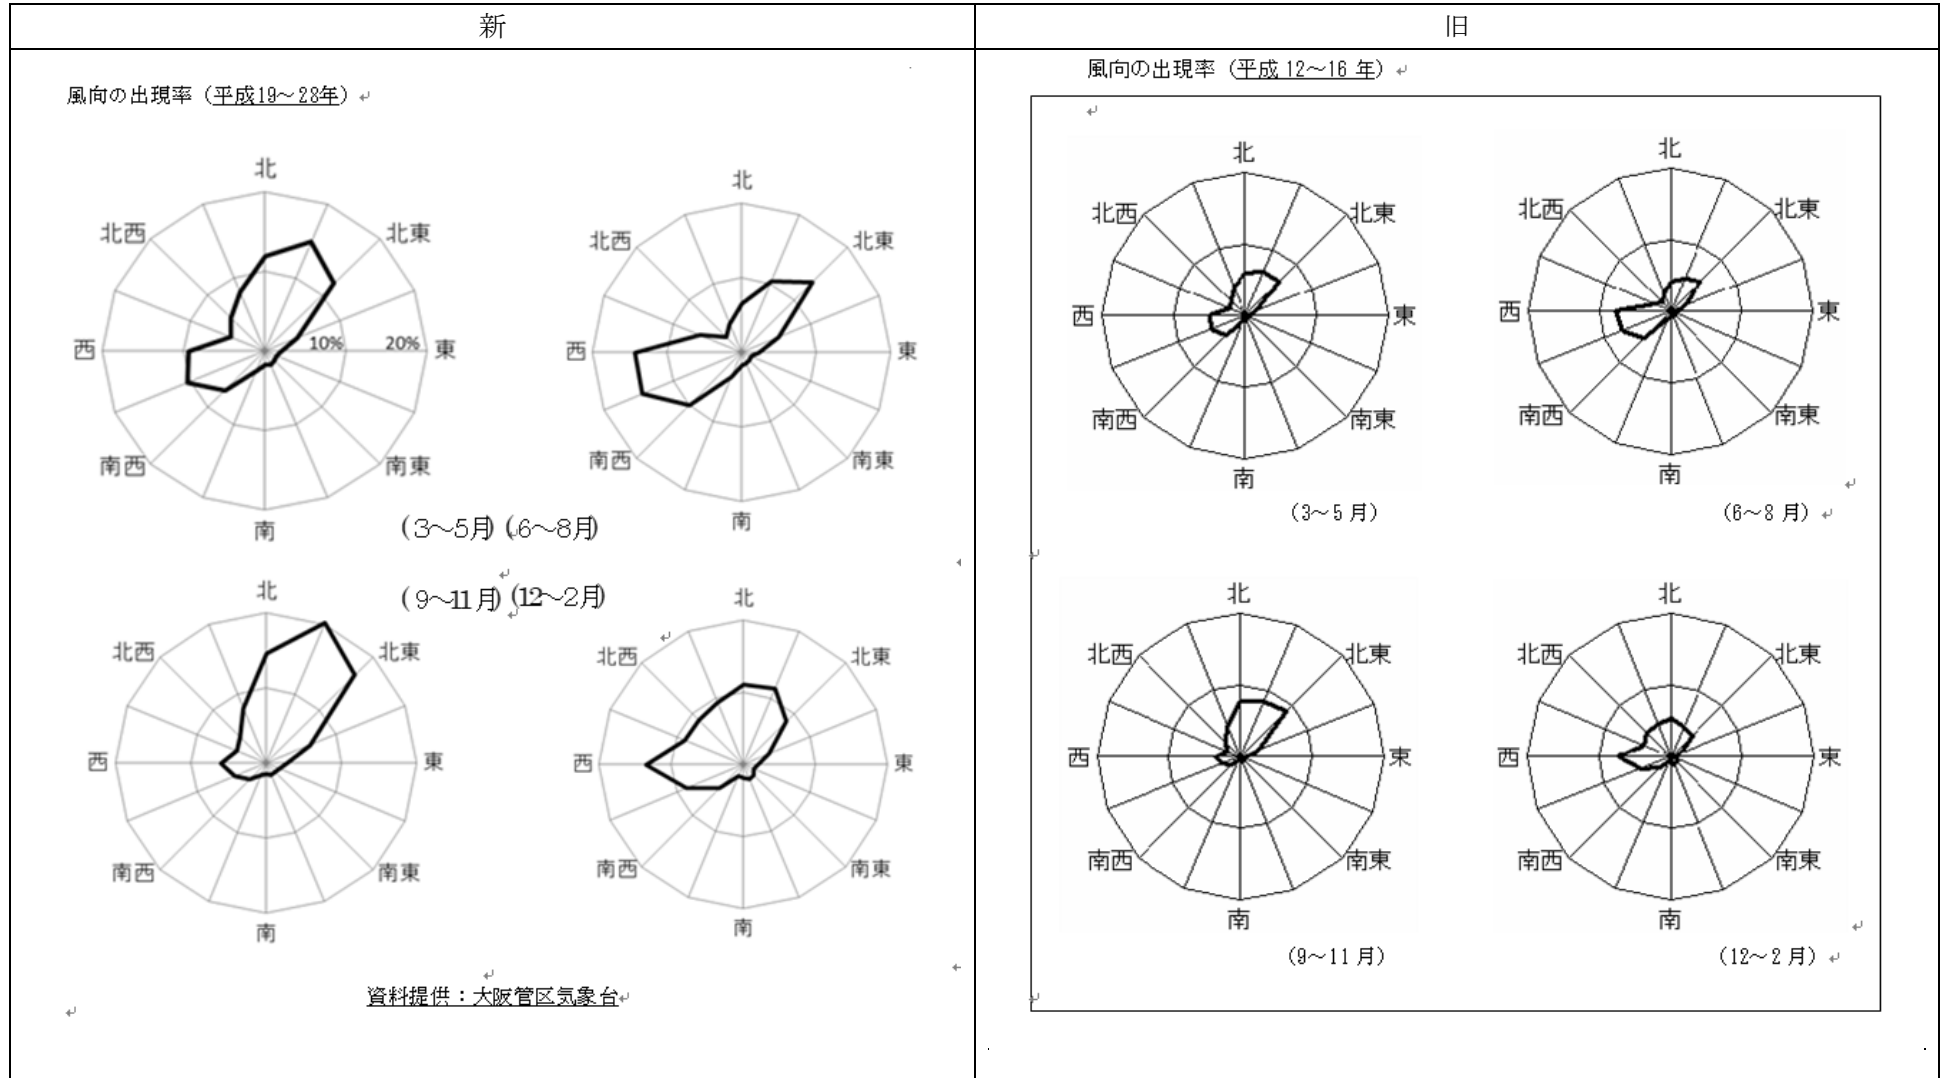 新
旧
風向の出現率（平成19～28年）
北
北西
北東
西
10%
20%
東
南西
南東
南
北
北西
北東
西
東
南西
南東
南
(3～5月) (6～8月)
(9～11月) (12～2月)
北
北西
北東
西
東
南西
南東
南
北
北西
北東
西
東
南西
南東
南
資料提供：大阪管区気象台
風向の出現率（平成 12～16 年）
北
北西
北東
西
東
南西
南東
南
(3～5 月)
北
北西
北東
西
東
南西
南東
南
(6～8 月)
北
北西
北東
西
東
南西
南東
南
(9～11 月)
北
北西
北東
西
東
南西
南東
南
(12～2 月)